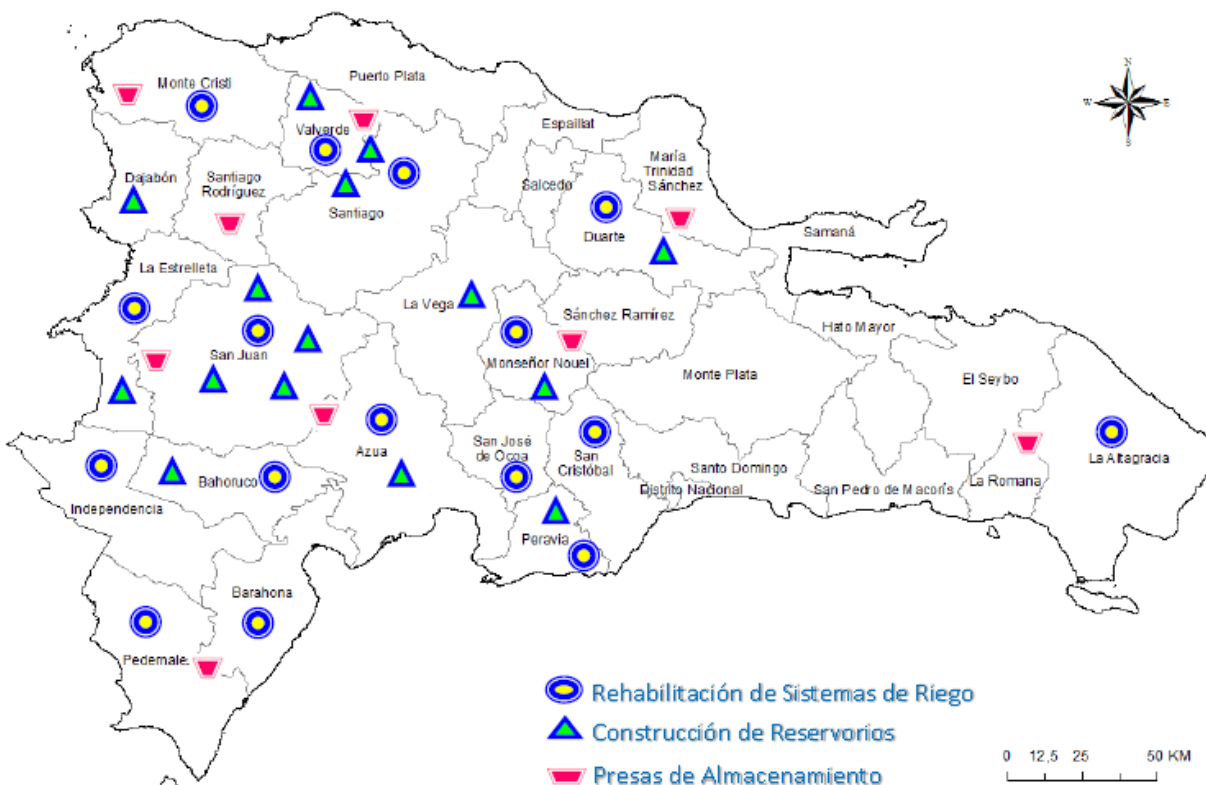 Puerto Plata
Monte Cristi
N
W
E
S
Espaillat
Valverde
María
Trinidad
Sánchez
Dajabón
Santiago
Rodríguez
Salcedo
Santiago
Duarte
Samaná
La Estrelleta
La Vega
Sánchez Ramírez
Hato Mayor
San Juan
Monseñor Nouel
Monte Plata
El Seybo
San José
de Ocoa
Azua
San
Cristóbal
La Altagracia
Santo Domingo
Bahoruco
La Romana
Distrito Nacional
San Pedro de Macorís
Independencia
Peravia
Barahona
Pedernale
Rehabilitación de Sistemas de Riego
Construcción de Reservorios
Presas de Almacenamiento
0 12,5 25 50 KM